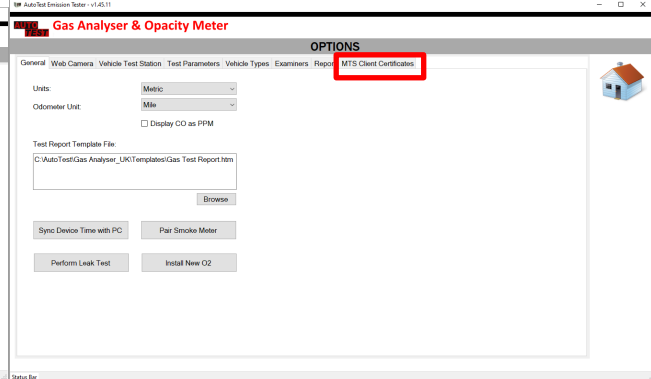 AutoTest Emission Tester - v1.45.11
AUTO
TEST
Gas Analyser & Opacity Meter
OPTIONS
General Web Camera Vehicle Test Station Test Parameters Vehicle Types Examiners Repor MTS Client Certificates
Units: Metric
Odometer Unit: Mile
Display CO as PPM
Test Report Template File:
C:\AutoTest\Gas Analyser_UK\Templates\Gas Test Report.htm
Browse
Sync Device Time with PC Pair Smoke Meter
Perform Leak Test Install New O2
Status Bar